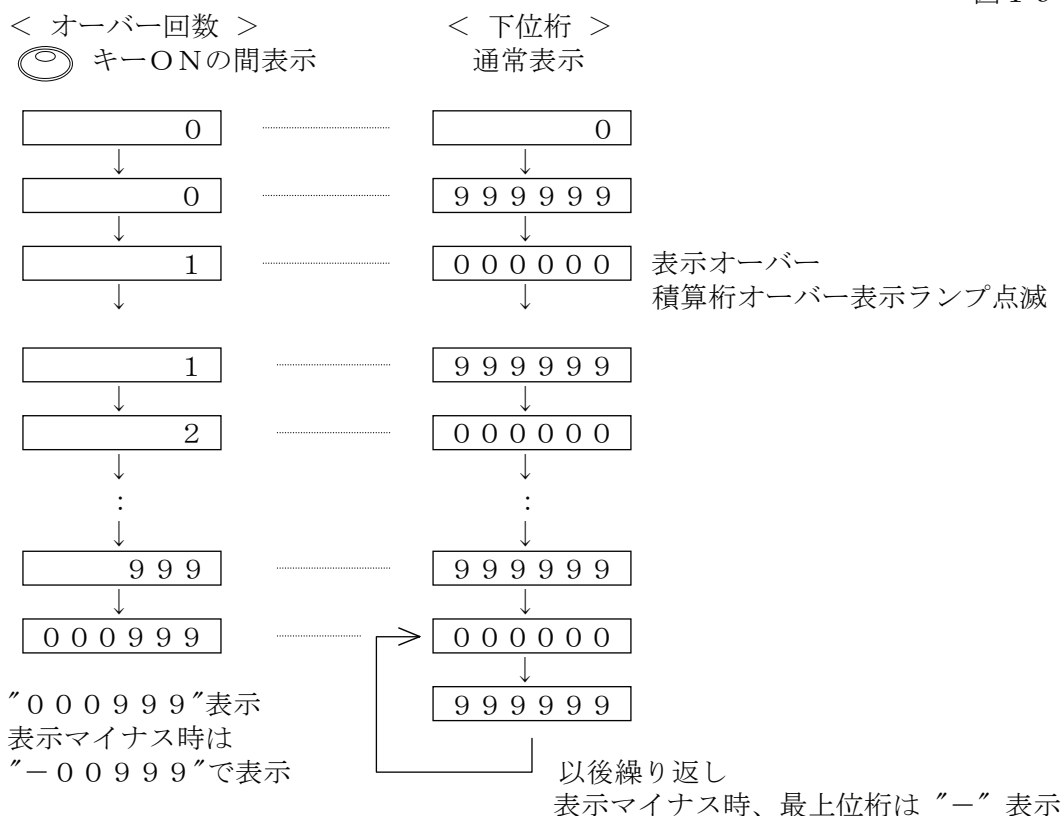 < オーバー回数 > < 下位桁 >
キーONの間表示 通常表示
0 0
0 999999
1 000000 表示オーバー
積算桁オーバー表示ランプ点滅
1 999999
2 000000
: :
999 999999
000999 000000
999999
"000999"表示
表示マイナス時は
"-00999"で表示
以後繰り返し
表示マイナス時、最上位桁は "-" 表示